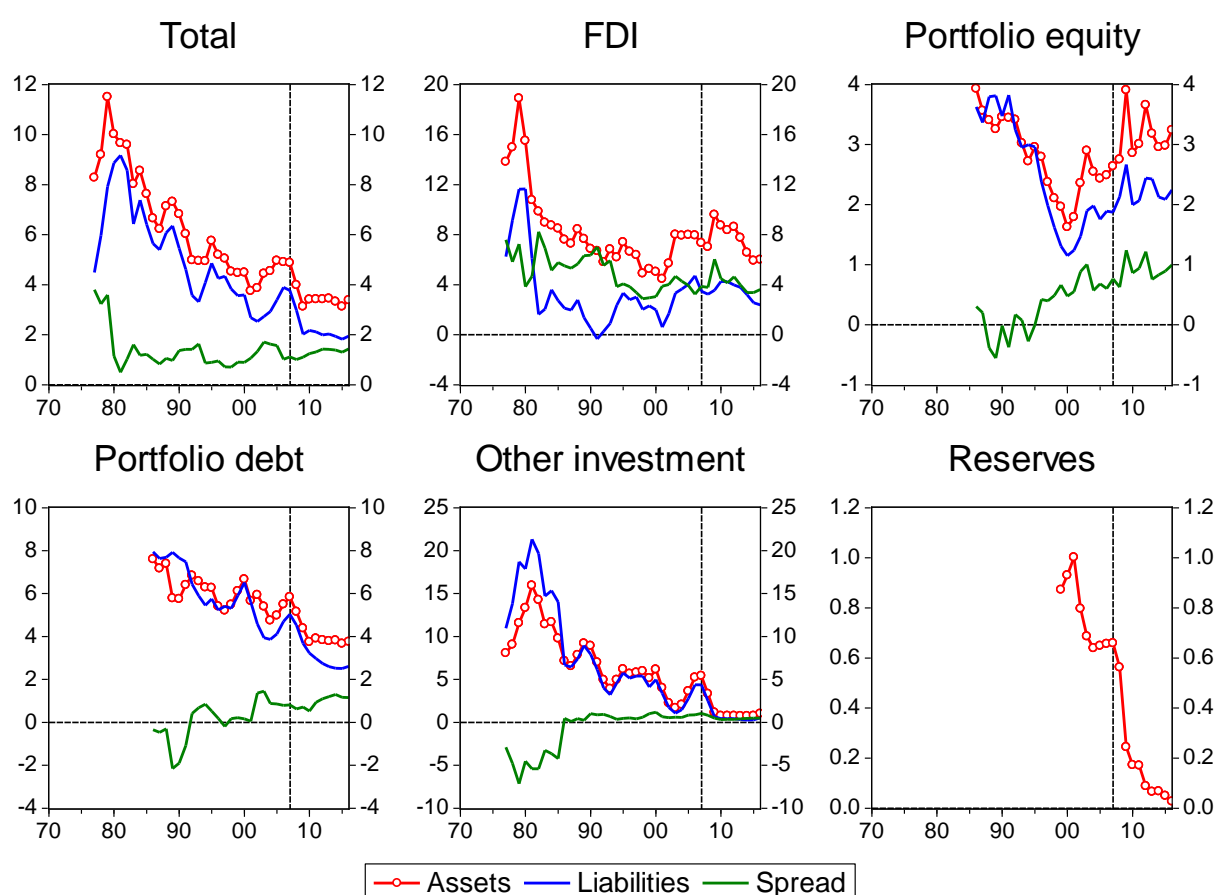 Total FDI Portfolio equity
12 12 20 20 4 4
10 10 16 16 3 3
8 8 12 12 2 2
6 6 8 8 1 1
4 4 4 4 0 0
2 2 0 0 -1 -1
0 0 -4 -4
70 80 90 00 10 70 80 90 00 10 70 80 90 00 10
Portfolio debt Other investment Reserves
10 10 25 25 1.2 1.2
8 8 20 20 1.0 1.0
6 6 15 15 0.8 0.8
4 4 10 10 0.6 0.6
2 2 5 5 0.4 0.4
0 0 0 0 0.2 0.2
-2 -2 -5 -5 0.0 0.0
-4 -4 -10 -10
70 80 90 00 10 70 80 90 00 10 70 80 90 00 10
Assets Liabilities Spread